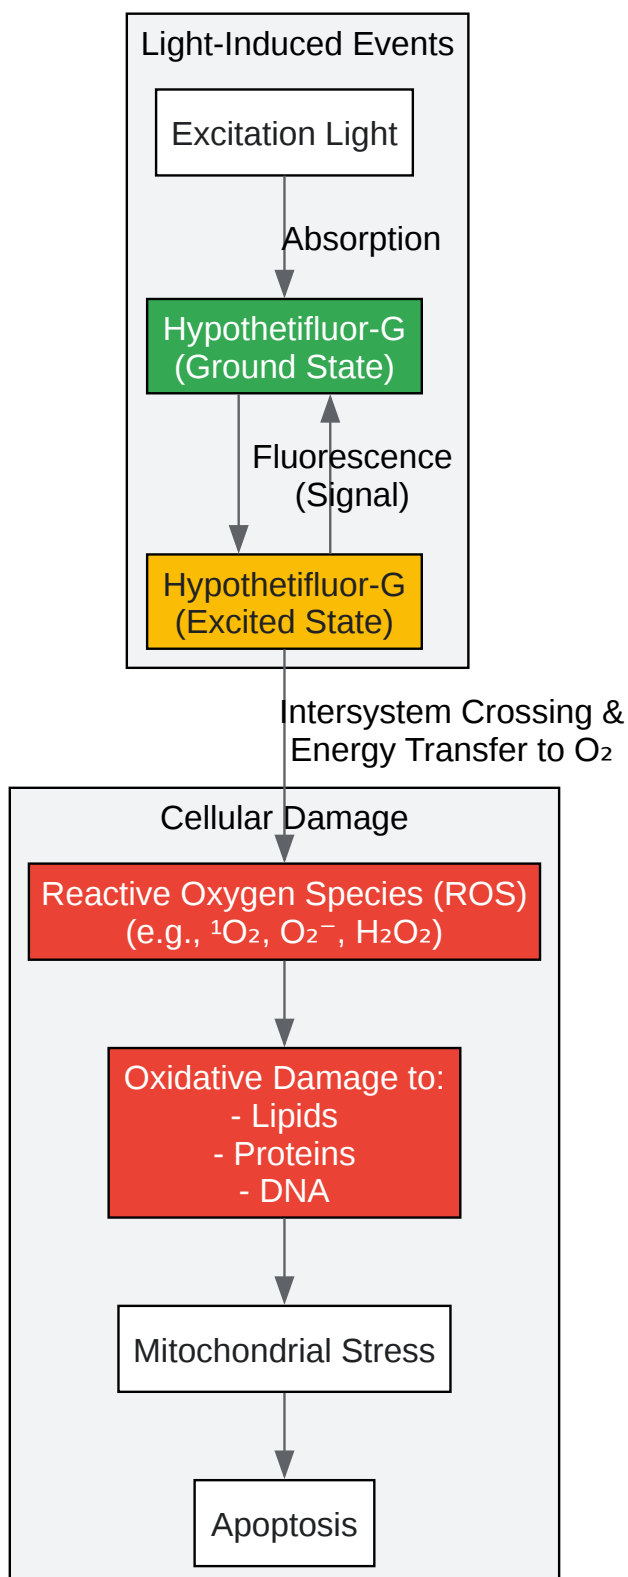 Light-Induced Events
Excitation Light
Absorption
Hypothetifluor-G
(Ground State)
Fluorescence
(Signal)
Hypothetifluor-G
(Excited State)
Intersystem Crossing &
Energy Transfer to O₂
Cellular Damage
Reactive Oxygen Species (ROS)
(e.g., ¹O₂, O₂⁻, H₂O₂)
Oxidative Damage to:
- Lipids
- Proteins
- DNA
Mitochondrial Stress
Apoptosis